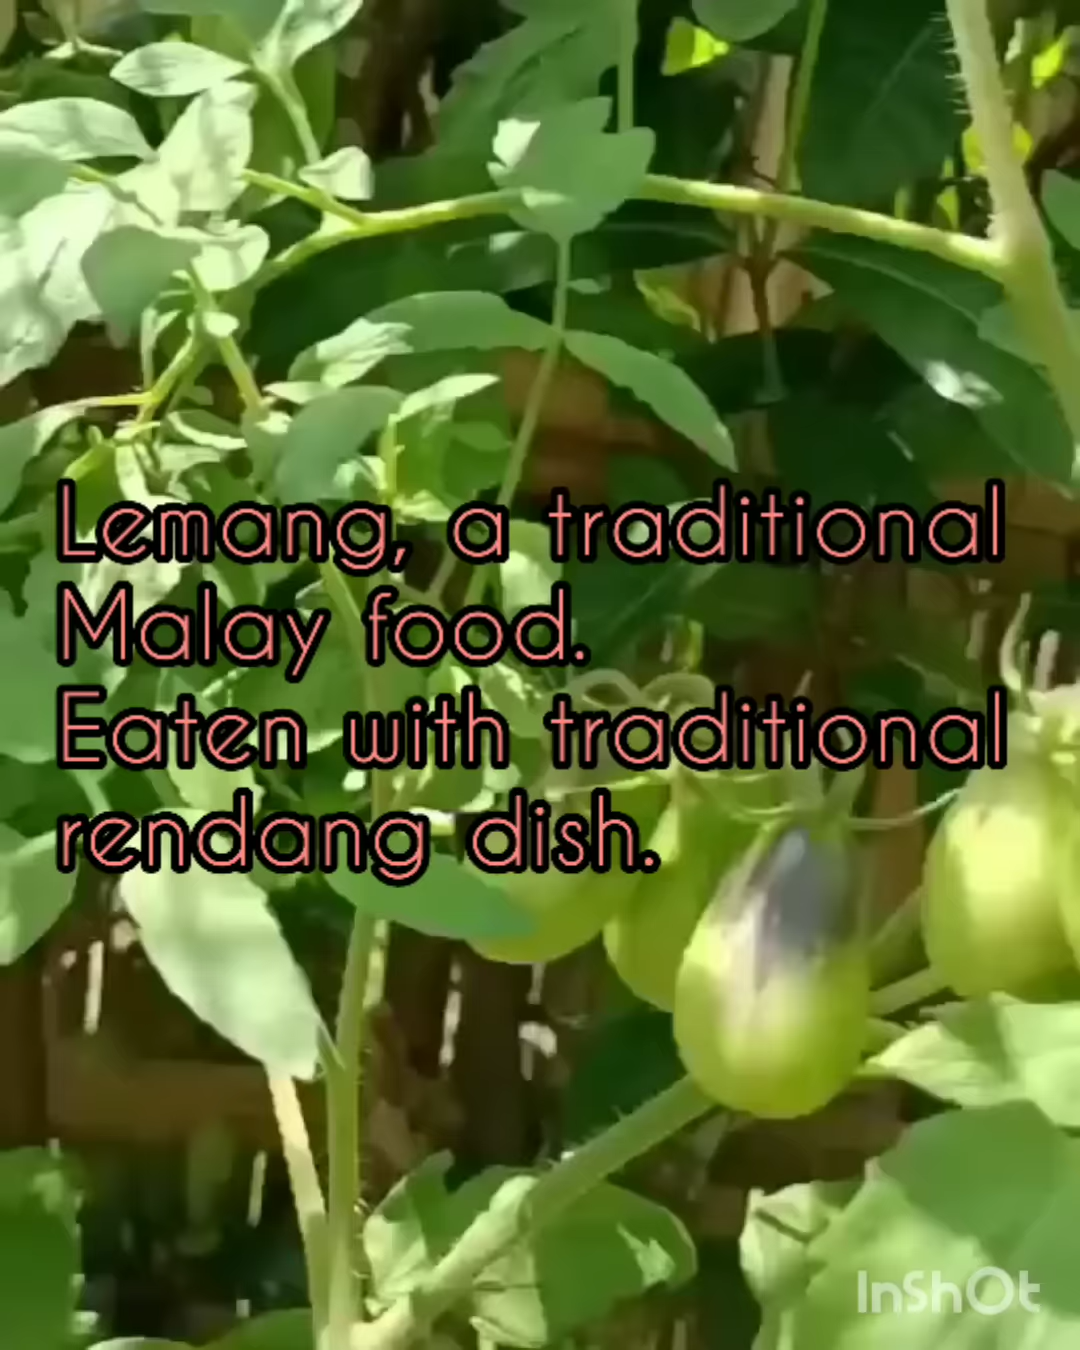 Lemang, a traditional
Malay food.
Eaten with traditional
rendang dish.
InShOt